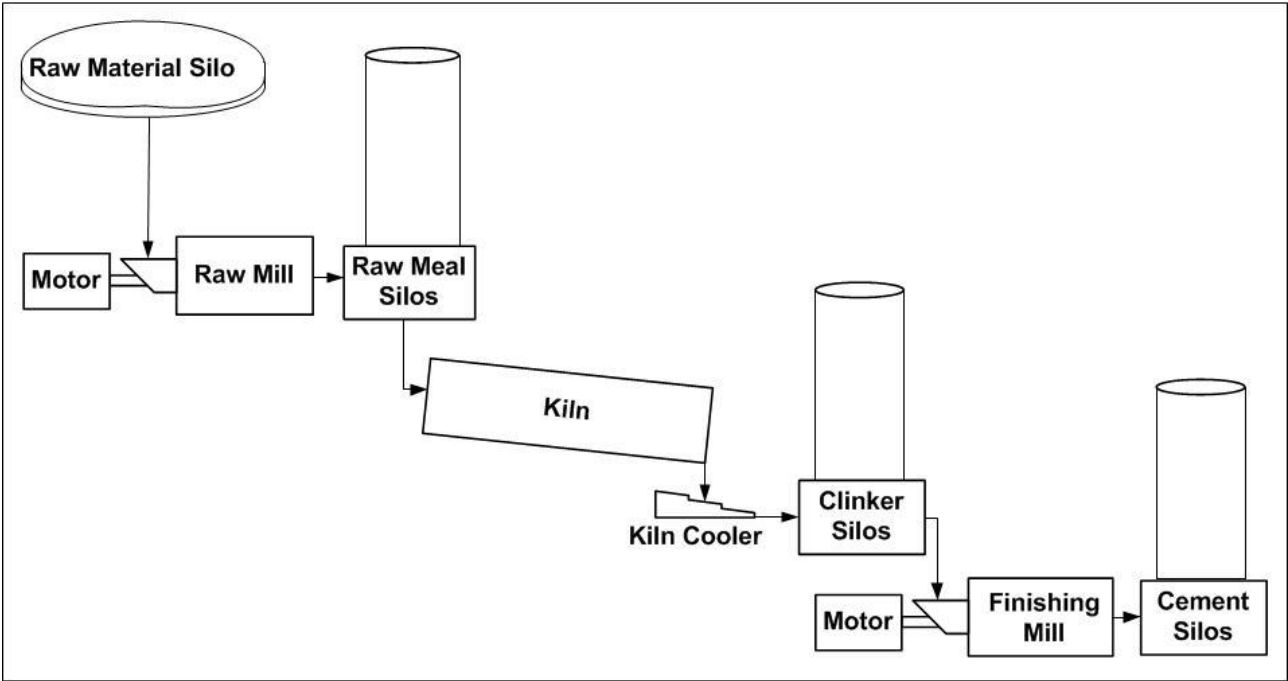 Raw Material Silo
Motor
Raw Mill
Raw Meal
Silos
Kiln
Kiln Cooler
Clinker
Silos
Motor
Finishing
Mill
Cement
Silos